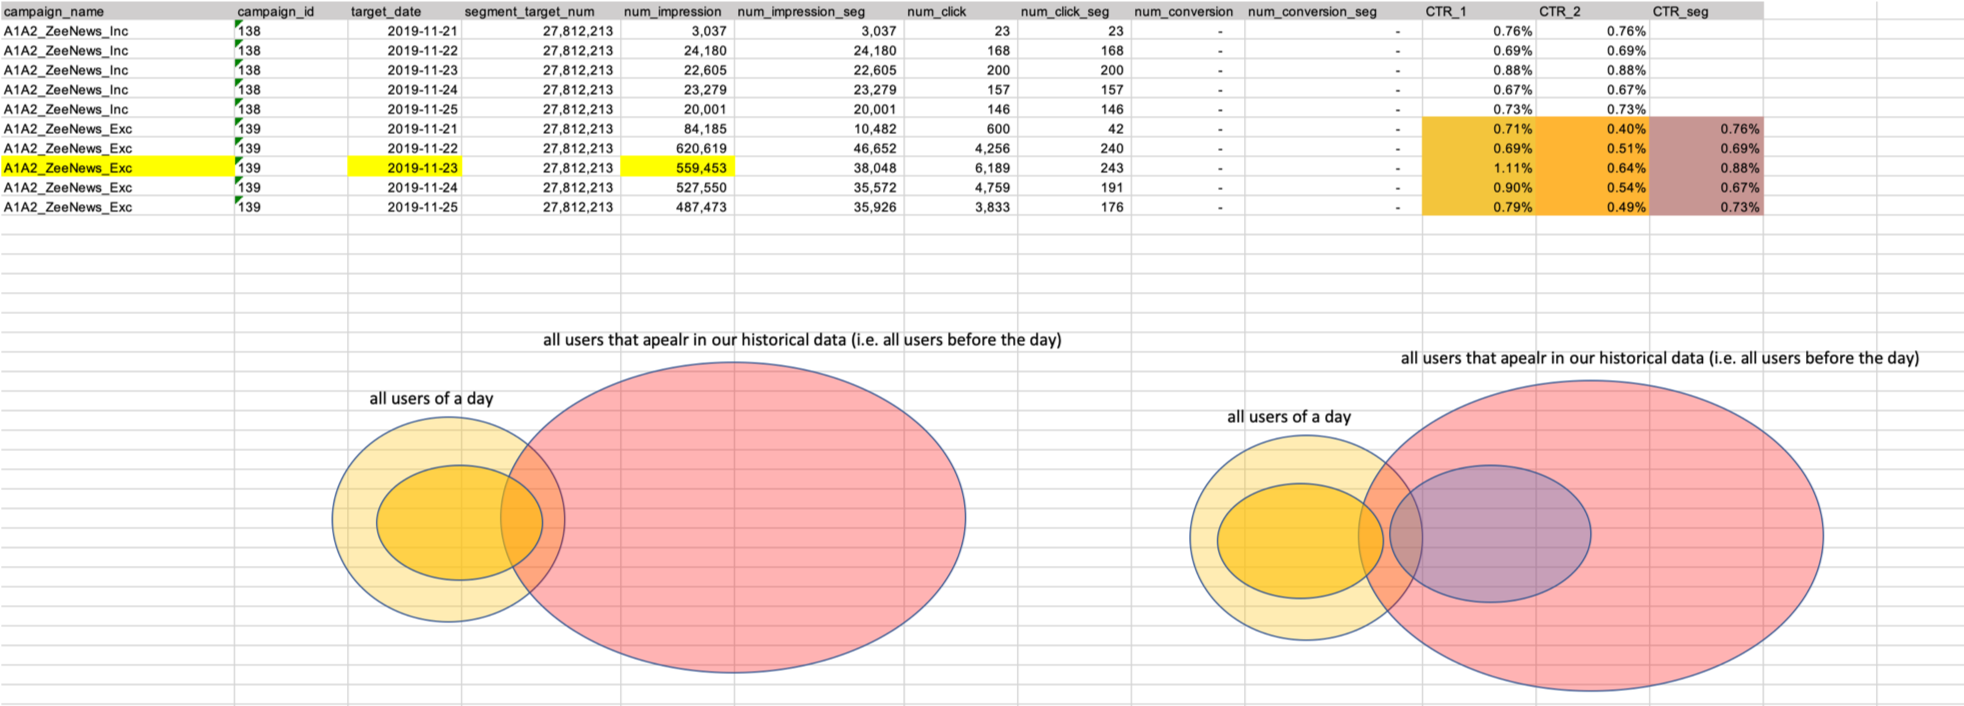 campaign_name campaign_id target_date segment_target_num num_impression num_impression_seg num_click num_click_seg num_conversion num_conversion_seg CTR_1 CTR_2 CTR_seg
A1A2_ZeeNews_Inc 138 2019-11-21 27,812,213 3,037 3,037 23 23 - - 0.76% 0.76%
A1A2_ZeeNews_Inc 138 2019-11-22 27,812,213 24,180 24,180 168 168 - - 0.69% 0.69%
A1A2_ZeeNews_Inc 138 2019-11-23 27,812,213 22,605 22,605 200 200 - - 0.88% 0.88%
A1A2_ZeeNews_Inc 138 2019-11-24 27,812,213 23,279 23,279 157 157 - - 0.67% 0.67%
A1A2_ZeeNews_Inc 138 2019-11-25 27,812,213 20,001 20,001 146 146 - - 0.73% 0.73%
A1A2_ZeeNews_Exc 139 2019-11-21 27,812,213 84,185 10,482 600 42 - - 0.71% 0.40% 0.76%
A1A2_ZeeNews_Exc 139 2019-11-22 27,812,213 620,619 46,652 4,256 240 - - 0.69% 0.51% 0.69%
A1A2_ZeeNews_Exc 139 2019-11-23 27,812,213 559,453 38,048 6,189 243 - - 1.11% 0.64% 0.88%
A1A2_ZeeNews_Exc 139 2019-11-24 27,812,213 527,550 35,572 4,759 191 - - 0.90% 0.54% 0.67%
A1A2_ZeeNews_Exc 139 2019-11-25 27,812,213 487,473 35,926 3,833 176 - - 0.79% 0.49% 0.73%
all users that apealr in our historical data (i.e. all users before the day)
all users of a day
all users that apealr in our historical data (i.e. all users before the day)
all users of a day